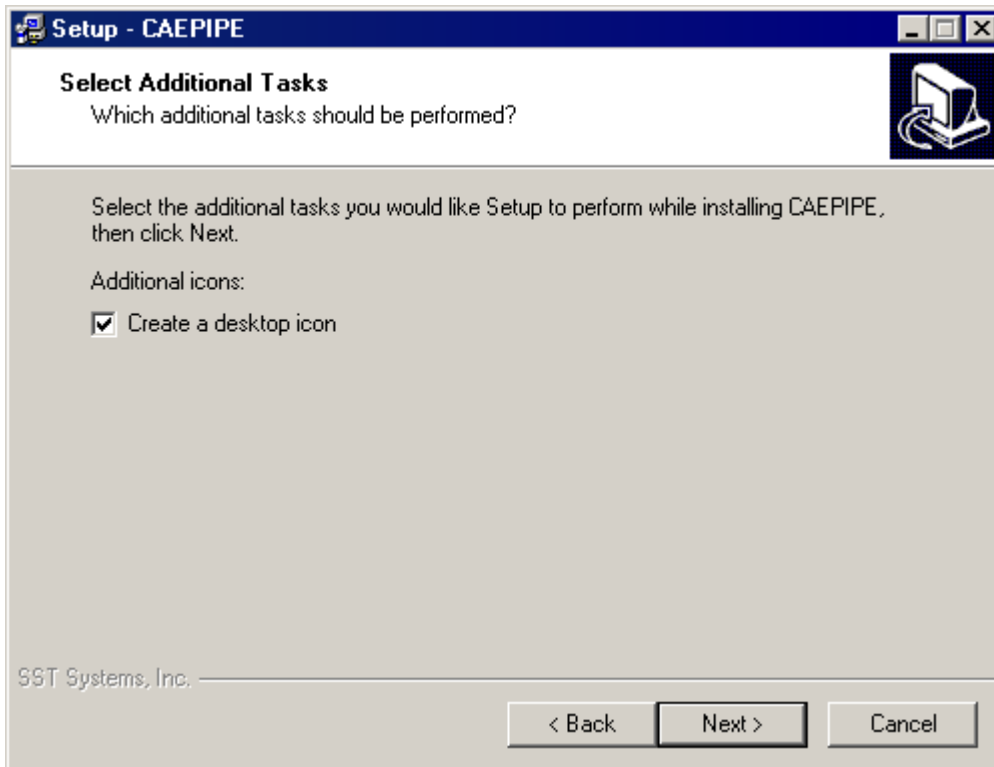 Setup - CAEPIPE
Select Additional Tasks
Which additional tasks should be performed?
Select the additional tasks you would like Setup to perform while installing CAEPIPE,
then click Next.
Additional icons:
Create a desktop icon
SST Systems, Inc.
< Back
Next >
Cancel